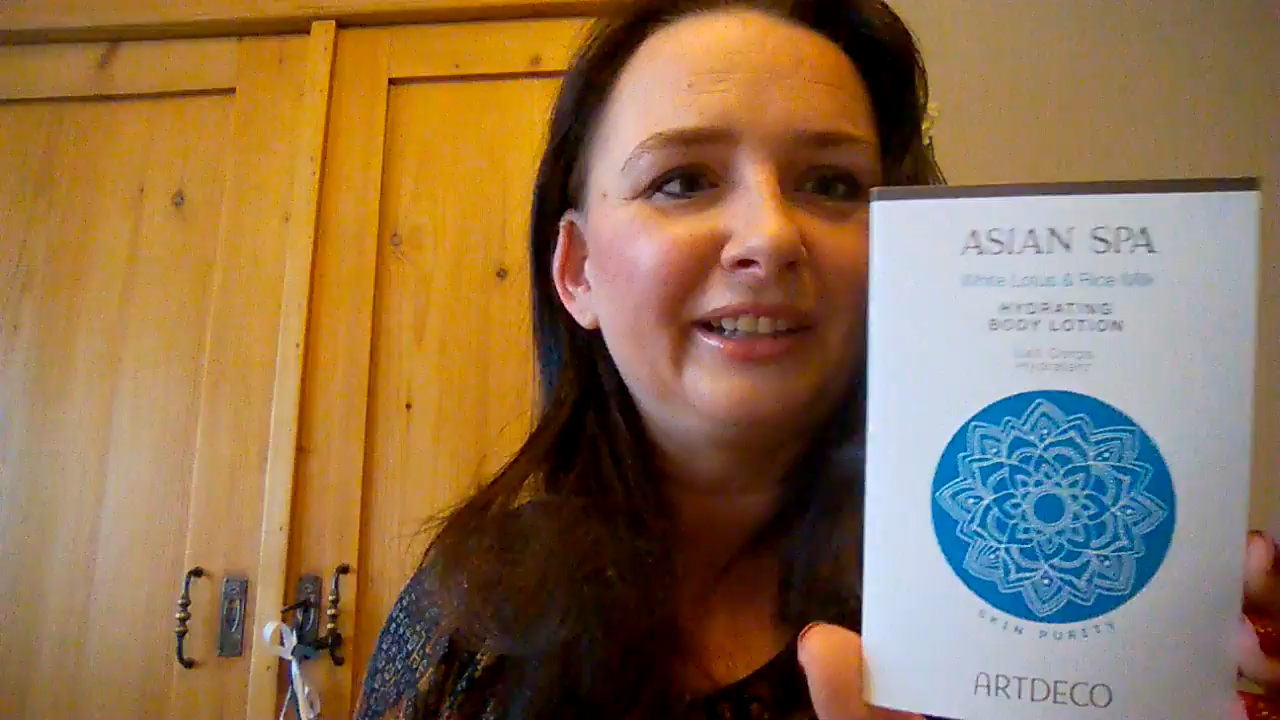 ASIAN SPA
White Lotus & Rice Milk
HYDRATING
BODY LOTION
Lait Corps
Hydratant
SKIN PURITY
ARTDECO